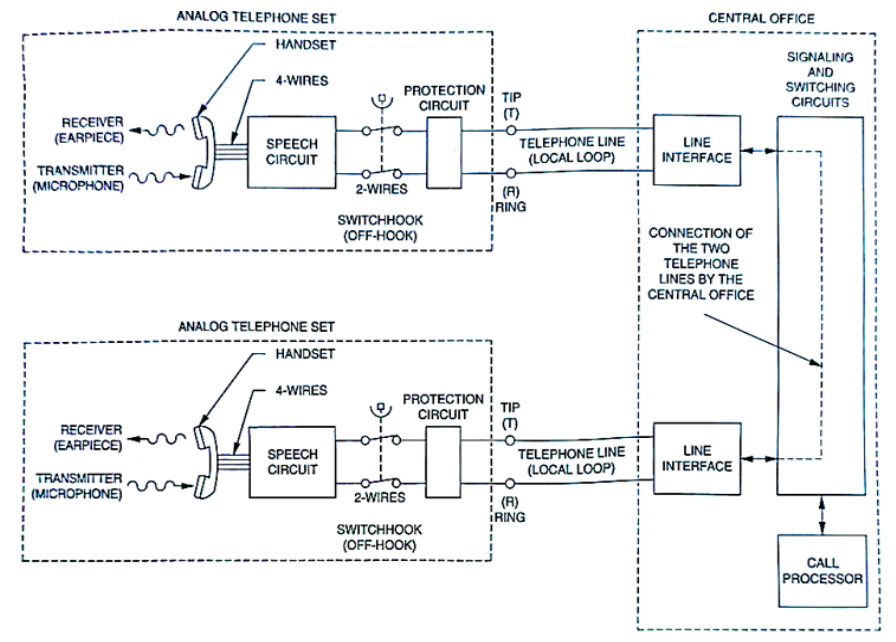 ANALOG TELEPHONE SET
HANDSET
4-WIRES
RECEIVER
(EARPIECE)
TRANSMITTER
(MICROPHONE)
SPEECH
CIRCUIT
2-WIRES
SWITCHHOOK
(OFF-HOOK)
PROTECTION
CIRCUIT
TIP
(T)
TELEPHONE LINE
(LOCAL LOOP)
(R)
RING
CENTRAL OFFICE
LINE
INTERFACE
SIGNALING
AND
SWITCHING
CIRCUITS
CONNECTION OF
THE TWO
TELEPHONE
LINES BY THE
CENTRAL OFFICE
ANALOG TELEPHONE SET
HANDSET
4-WIRES
RECEIVER
(EARPIECE)
TRANSMITTER
(MICROPHONE)
SPEECH
CIRCUIT
2-WIRES
SWITCHHOOK
(OFF-HOOK)
PROTECTION
CIRCUIT
TIP
(T)
TELEPHONE LINE
(LOCAL LOOP)
(R)
RING
LINE
INTERFACE
CALL
PROCESSOR